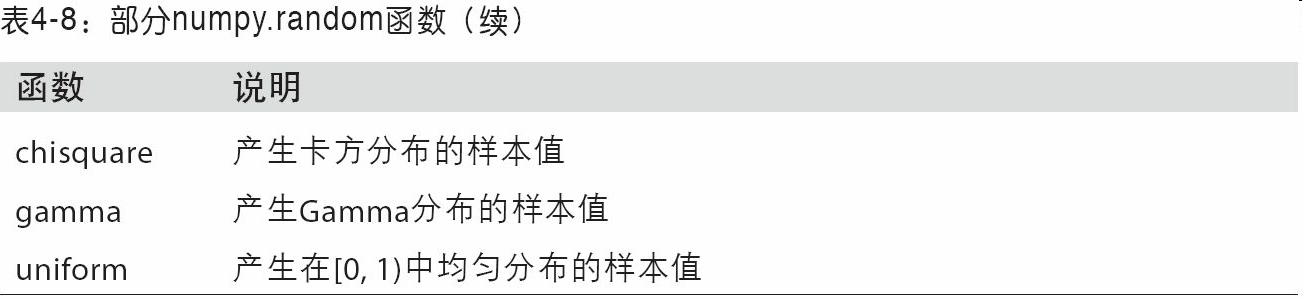 表4-8：部分numpy.random函数（续）
函数 说明
chisquare 产生卡方分布的样本值
gamma 产生Gamma分布的样本值
uniform 产生在[0, 1)中均匀分布的样本值